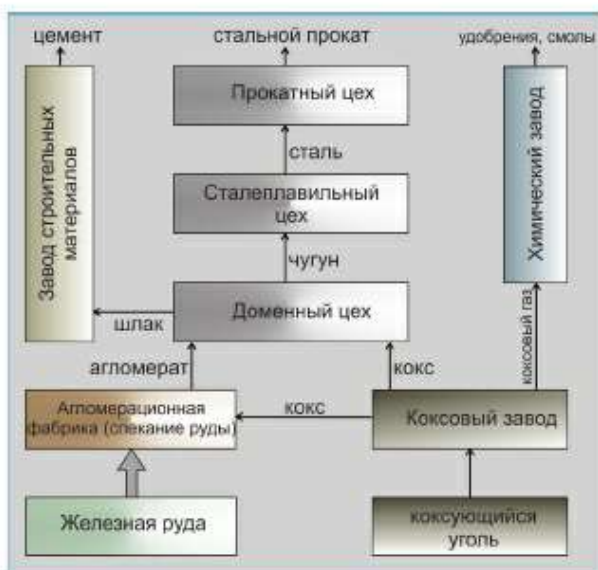 цемент
стальной прокат
удобрения, смолы
Прокатный цех
сталь
Завод строительных
материалов
Сталеплавильный
цех
Химический завод
чугун
Доменный цех
шлак
агломерат
кокс
коксовый газ
Агломерационная
фабрика (спекание руды)
кокс
Коксовый завод
Железная руда
коксующийся
уголь